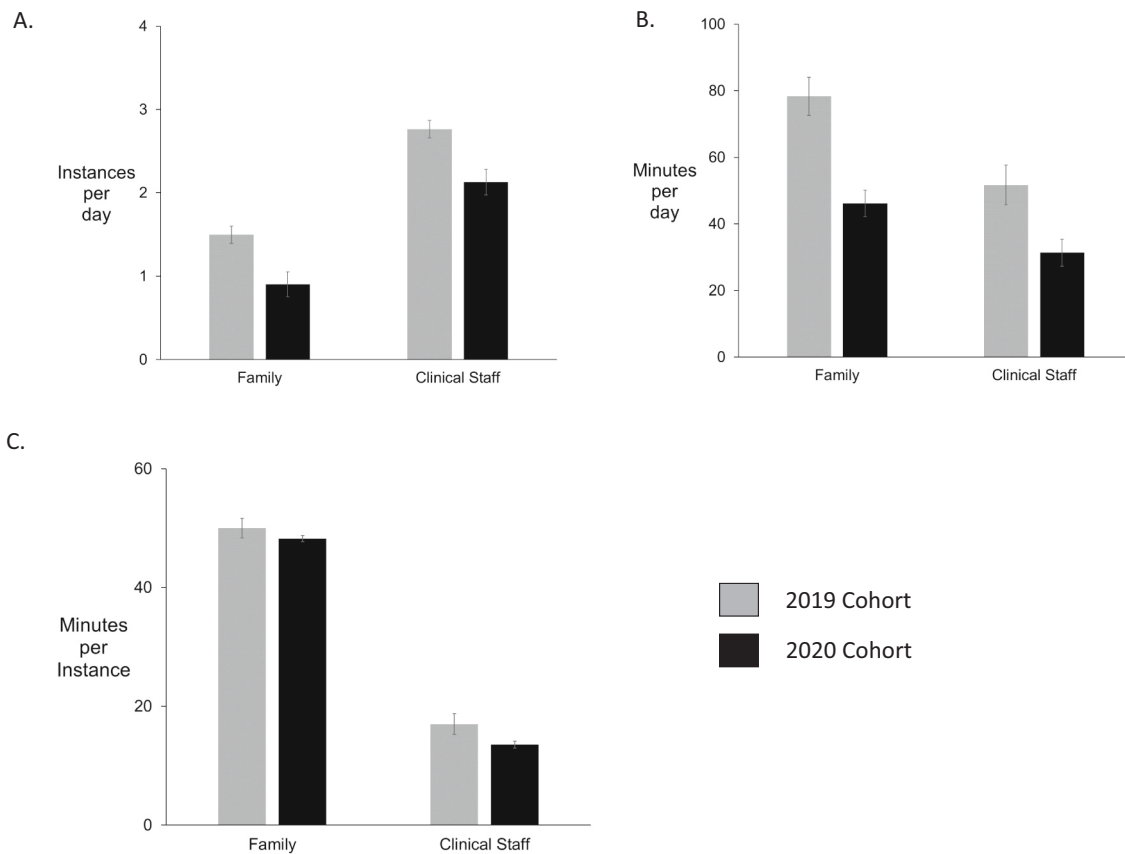 A.
4
3
2
1
0
Instances
per
day
Family
Clinical Staff
B.
100
80
60
40
20
0
Minutes
per
day
Family
Clinical Staff
C.
60
40
20
0
Minutes
per
Instance
Family
Clinical Staff
2019 Cohort
2020 Cohort